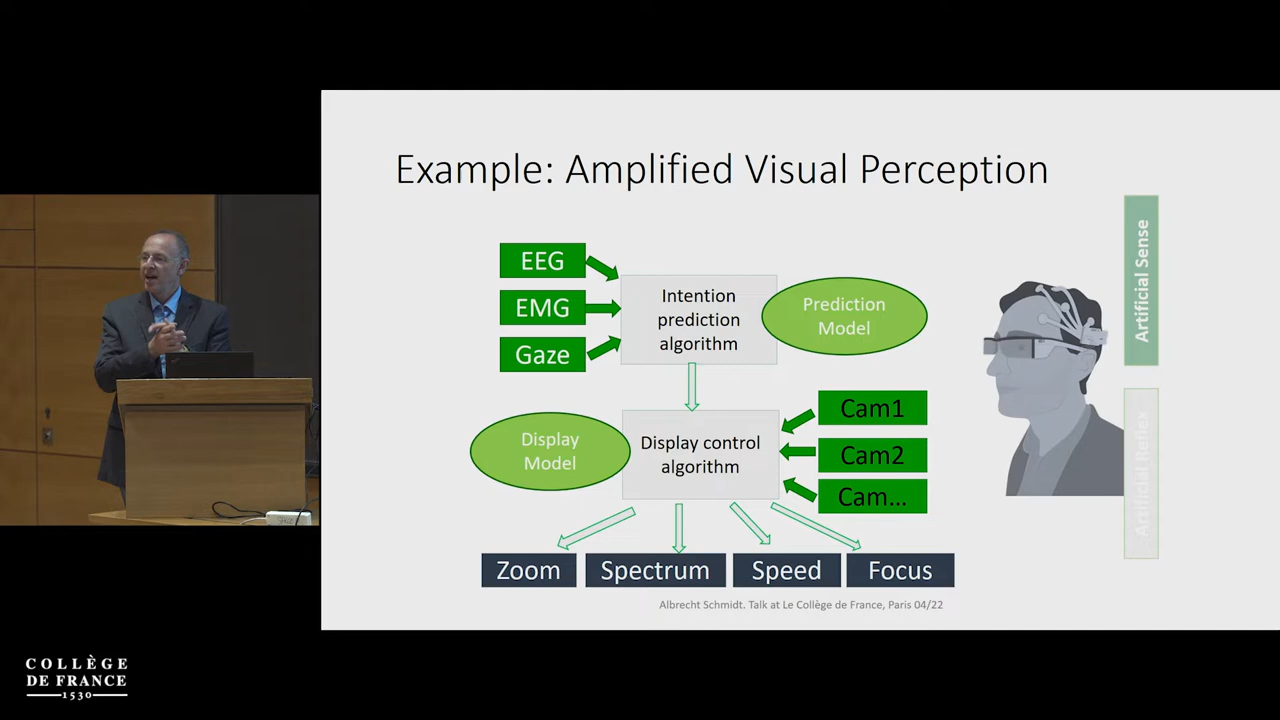 Example: Amplified Visual Perception
EEG
EMG
Gaze
Intention
prediction
algorithm
Prediction
Model
Artificial Sense
Display
Model
Display control
algorithm
Cam1
Cam2
Cam...
Artificial Reflex
Zoom
Spectrum
Speed
Focus
Albrecht Schmidt. Talk at Le Collège de France, Paris 04/22
COLLÈGE
DE FRANCE
1530